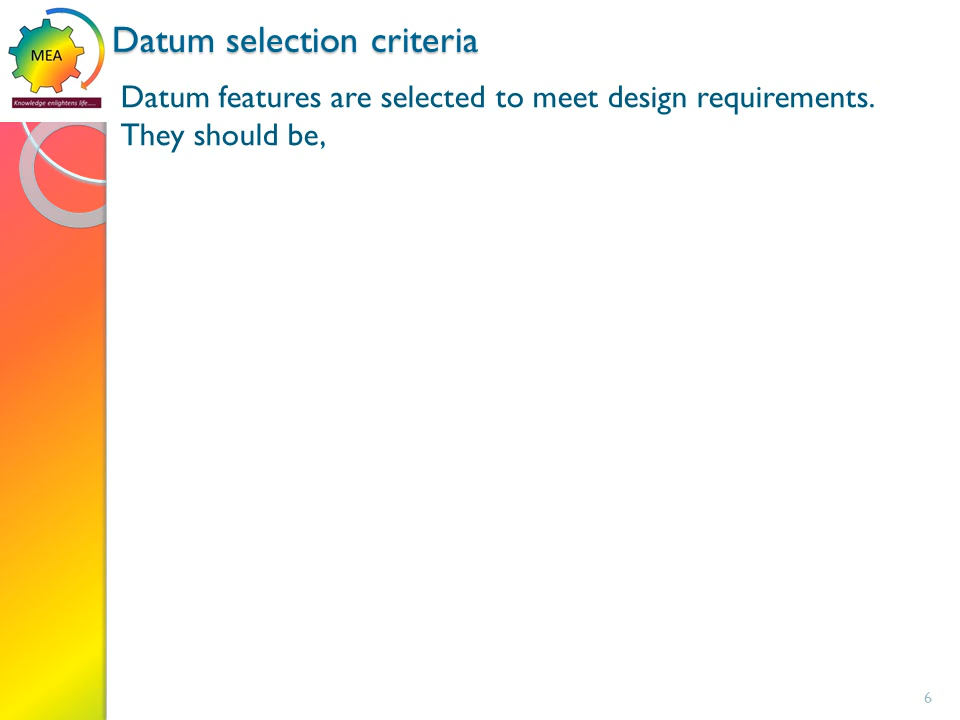 MEA
Knowledge enlightens life.....
Datum selection criteria
Datum features are selected to meet design requirements.
They should be,
6